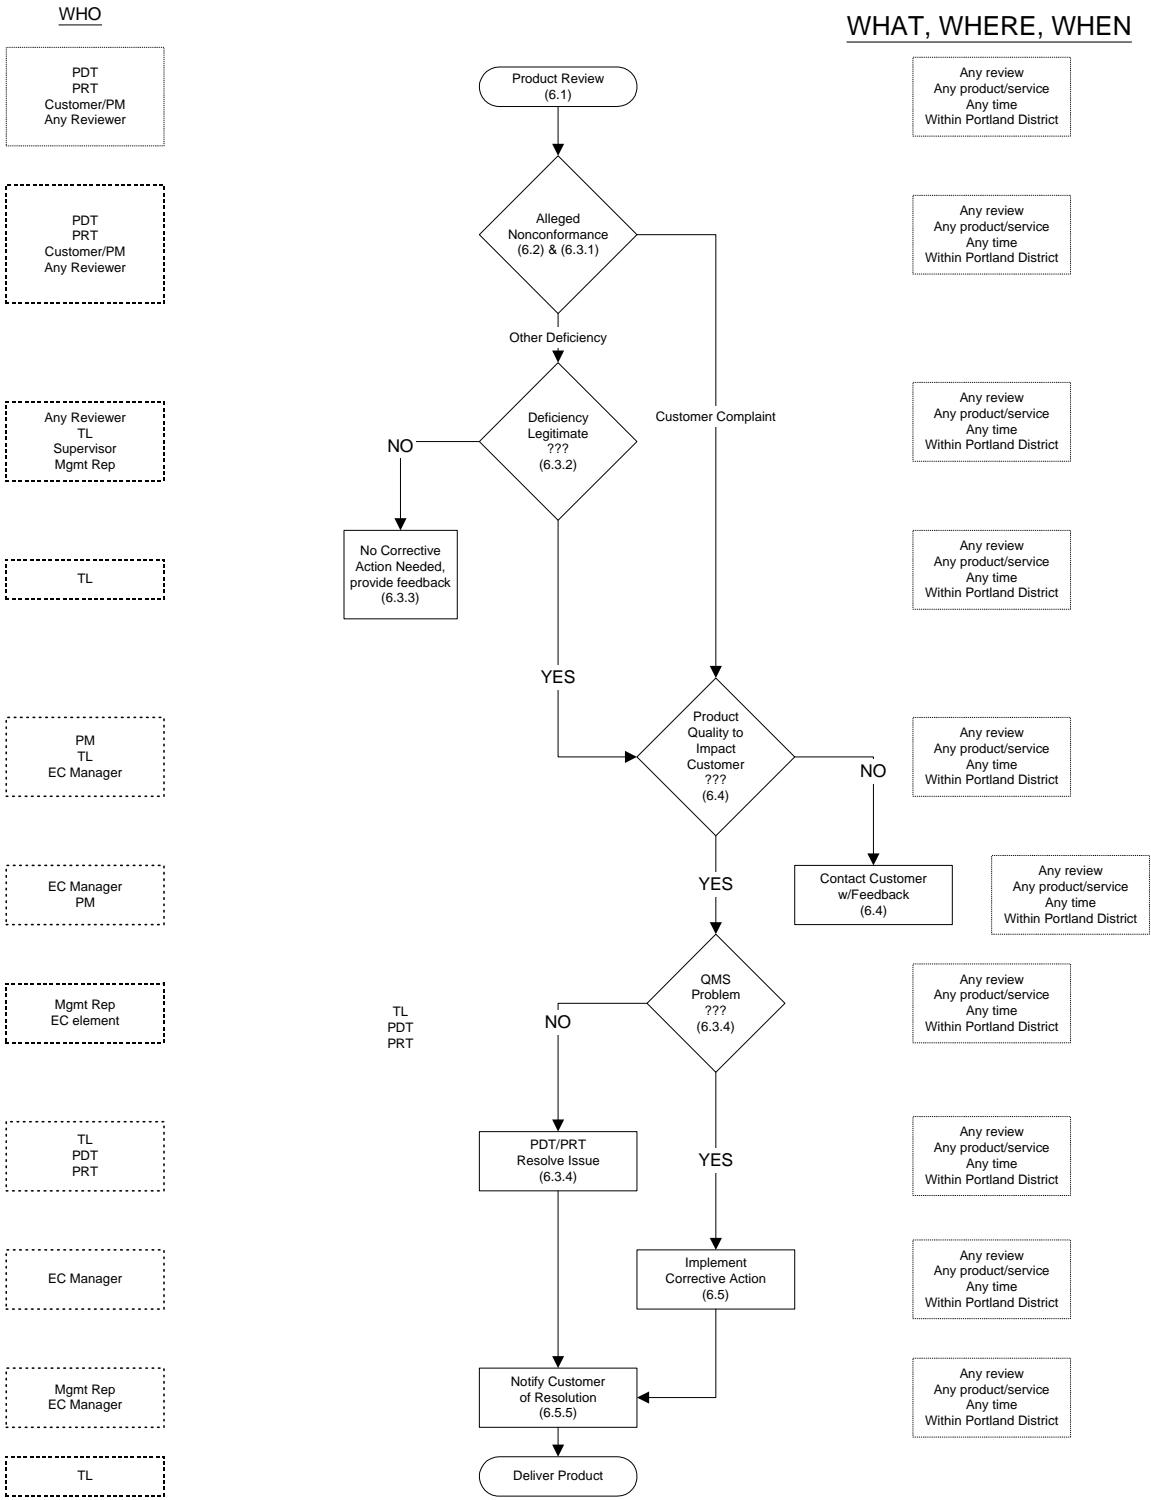 WHO
WHAT, WHERE, WHEN
PDT
PRT
Customer/PM
Any Reviewer
Product Review
(6.1)
Any review
Any product/service
Any time
Within Portland District
PDT
PRT
Customer/PM
Any Reviewer
Alleged
Nonconformance
(6.2) & (6.3.1)
Any review
Any product/service
Any time
Within Portland District
Other Deficiency
Any Reviewer
TL
Supervisor
Mgmt Rep
NO
Deficiency
Legitimate
???
(6.3.2)
Customer Complaint
Any review
Any product/service
Any time
Within Portland District
TL
No Corrective
Action Needed,
provide feedback
(6.3.3)
Any review
Any product/service
Any time
Within Portland District
YES
PM
TL
EC Manager
Product
Quality to
Impact
Customer
???
(6.4)
NO
Any review
Any product/service
Any time
Within Portland District
EC Manager
PM
YES
Contact Customer
w/Feedback
(6.4)
Any review
Any product/service
Any time
Within Portland District
Mgmt Rep
EC element
TL
PDT
PRT
NO
QMS
Problem
???
(6.3.4)
Any review
Any product/service
Any time
Within Portland District
TL
PDT
PRT
PDT/PRT
Resolve Issue
(6.3.4)
YES
Any review
Any product/service
Any time
Within Portland District
EC Manager
Implement
Corrective Action
(6.5)
Any review
Any product/service
Any time
Within Portland District
Mgmt Rep
EC Manager
Notify Customer
of Resolution
(6.5.5)
Any review
Any product/service
Any time
Within Portland District
TL
Deliver Product